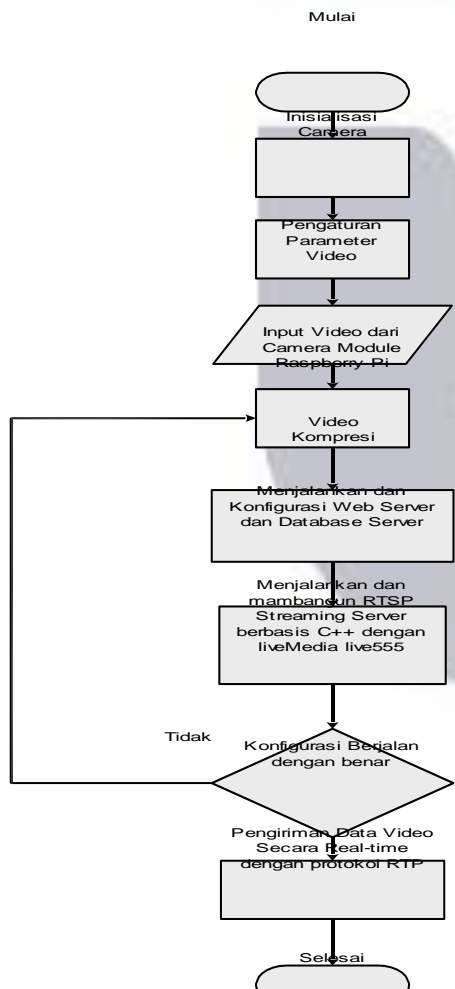 Mulai
Inisialisasi
Camera
Pengaturan
Parameter
Video
Input Video dari
Camera Module
Raspberry Pi
Video
Kompresi
Menjalankan dan
Konfigurasi Web Server
dan Database Server
Menjalankan dan
mambangun RTSP
Streaming Server
berbasis C++ dengan
liveMedia live555
Tidak
Konfigurasi Berjalan
dengan benar
Pengiriman Data Video
Secara Real-time
dengan protokol RTP
Selesai